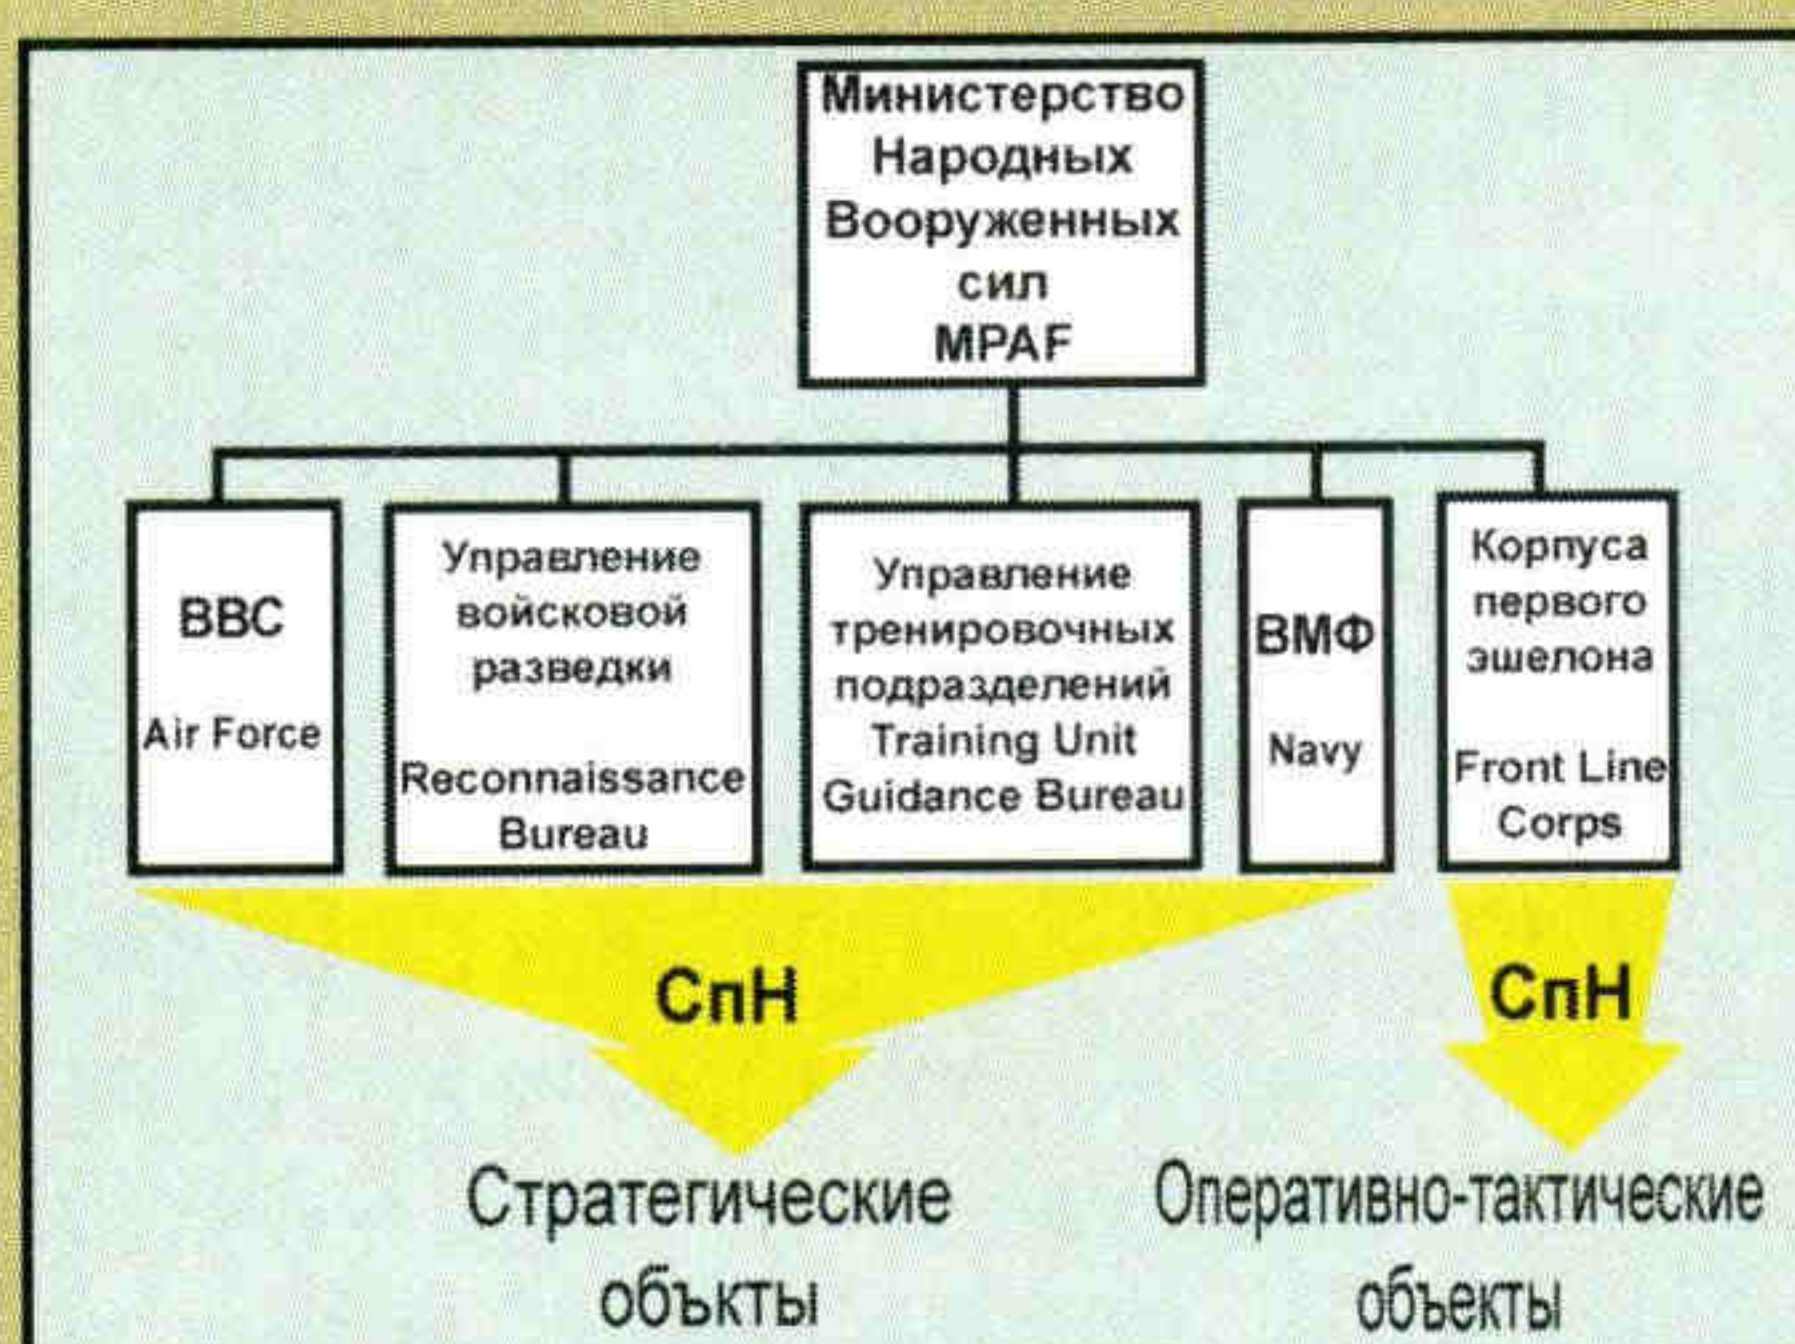 Министерство
Народных
Вооруженных
сил
MPAF
ВВС
Air Force
Управление
войсковой
разведки
Reconnaissance
Bureau
Управление
тренировочных
подразделений
Training Unit
Guidance Bureau
ВМФ
Navy
Корпуса
первого
эшелона
Front Line
Corps
СпН
СпН
Стратегические
объкты
Оперативно-тактические
объекты